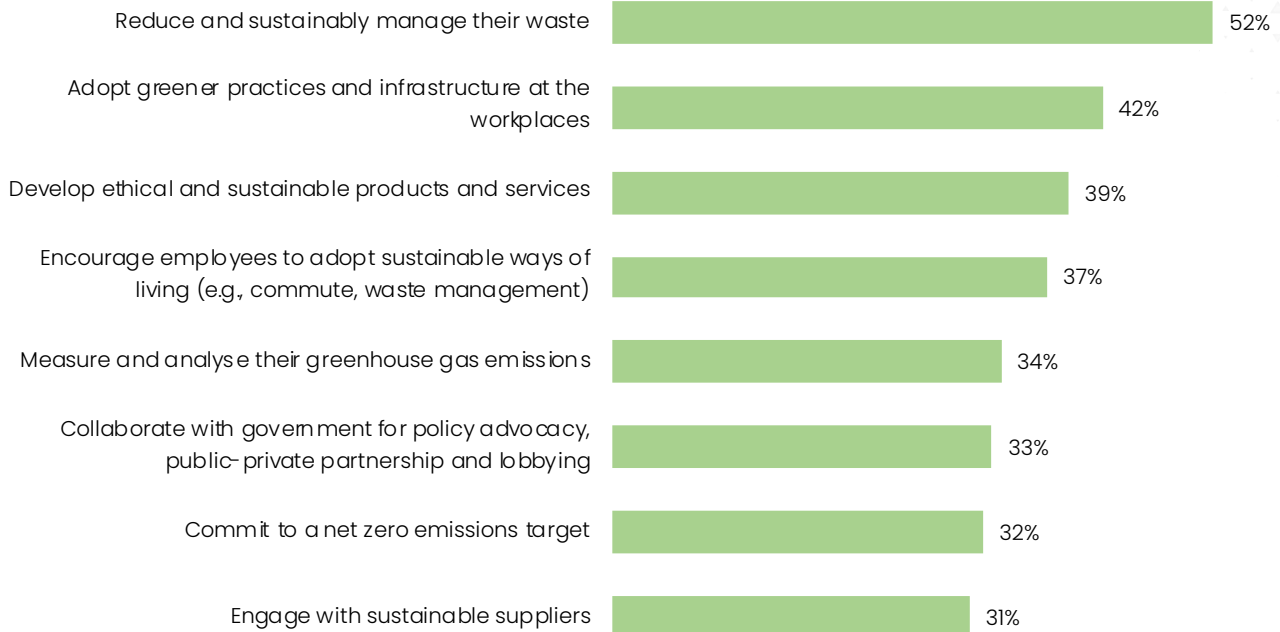 Reduce and sustainably manage their waste
52%
Adopt greener practices and infrastructure at the
workplaces
42%
Develop ethical and sustainable products and services
39%
Encourage employees to adopt sustainable ways of
living (e.g., commute, waste management)
37%
Measure and analyse their greenhouse gas emissions
34%
Collaborate with government for policy advocacy,
public-private partnership and lobbying
33%
Commit to a net zero emissions target
32%
Engage with sustainable suppliers
31%